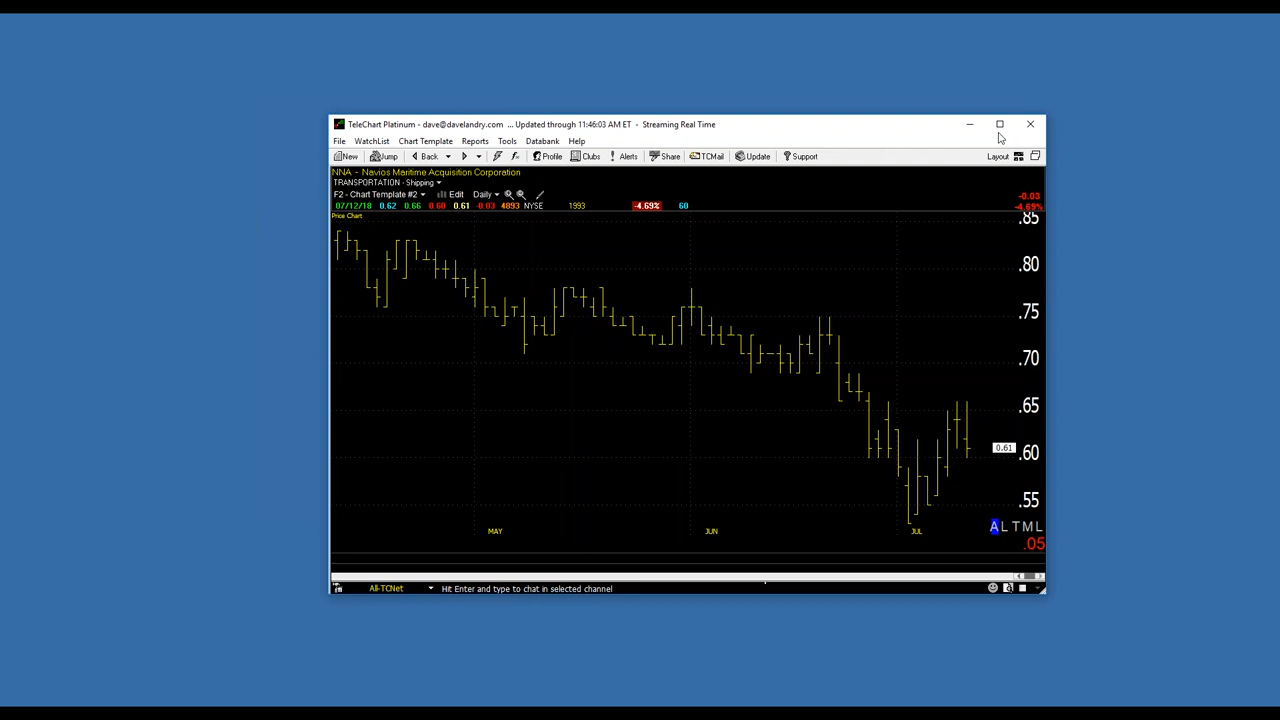 TeleChart Platinum - dave@davelandry.com ... Updated through 11:46:03 AM ET - Streaming Real Time
File WatchList Chart Template Reports Tools Databank Help
New Jump Back Profile Clubs Alerts Share TCMail Update Support Layout
NNA - Navios Maritime Acquisition Corporation
TRANSPORTATION - Shipping
F2 - Chart Template #2 Edit Daily
-0.03
07/12/18 0.62 0.66 0.60 0.61 -0.03 4893 NYSE 1993 -4.69% 60
-4.69%
Price Chart
.85
.80
.75
.70
.65
0.61
.60
.55
A L T M L
MAY JUN JUL
.05
All-TCNet Hit Enter and type to chat in selected channel